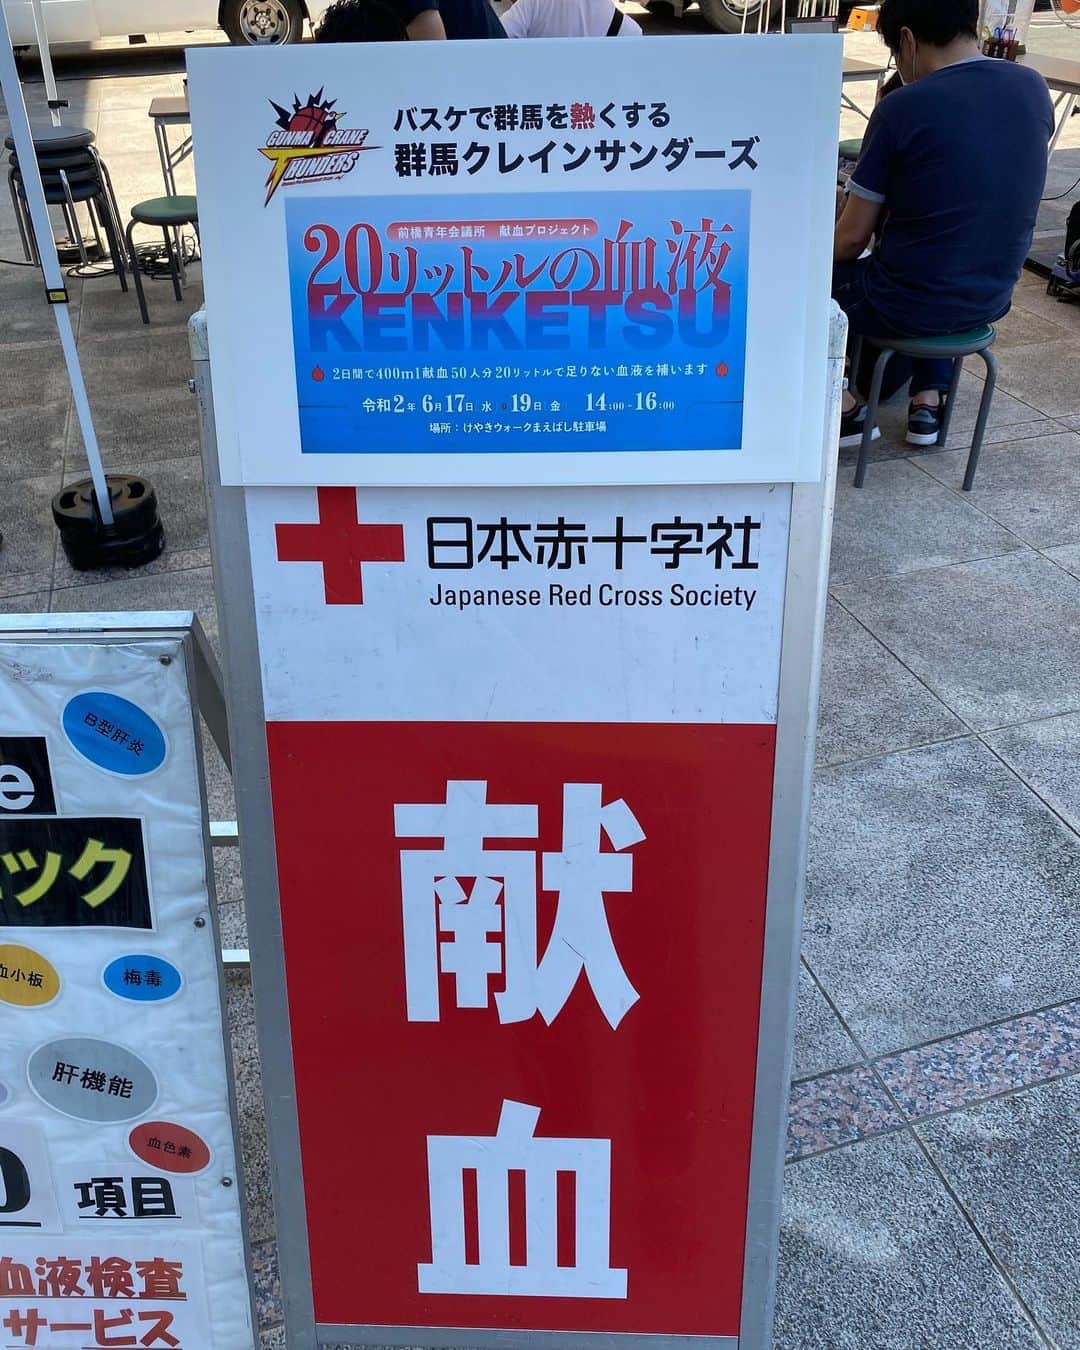 GUNMA CRANE
THUNDERS
バスケで群馬を熱くする
群馬クレインサンダーズ
前橋青年会議所 献血プロジェクト
20リットルの血液
KENKETSU
2日間で400ml献血50人分20リットルで足りない血液を補います
令和2年 6月17日 水 19日 金 14:00-16:00
場所:けやきウォークまえばし駐車場
日本赤十字社
Japanese Red Cross Society
献血
B型肝炎
e
ック
血小板
梅毒
肝機能
血色素
項目
血液検査
サービス